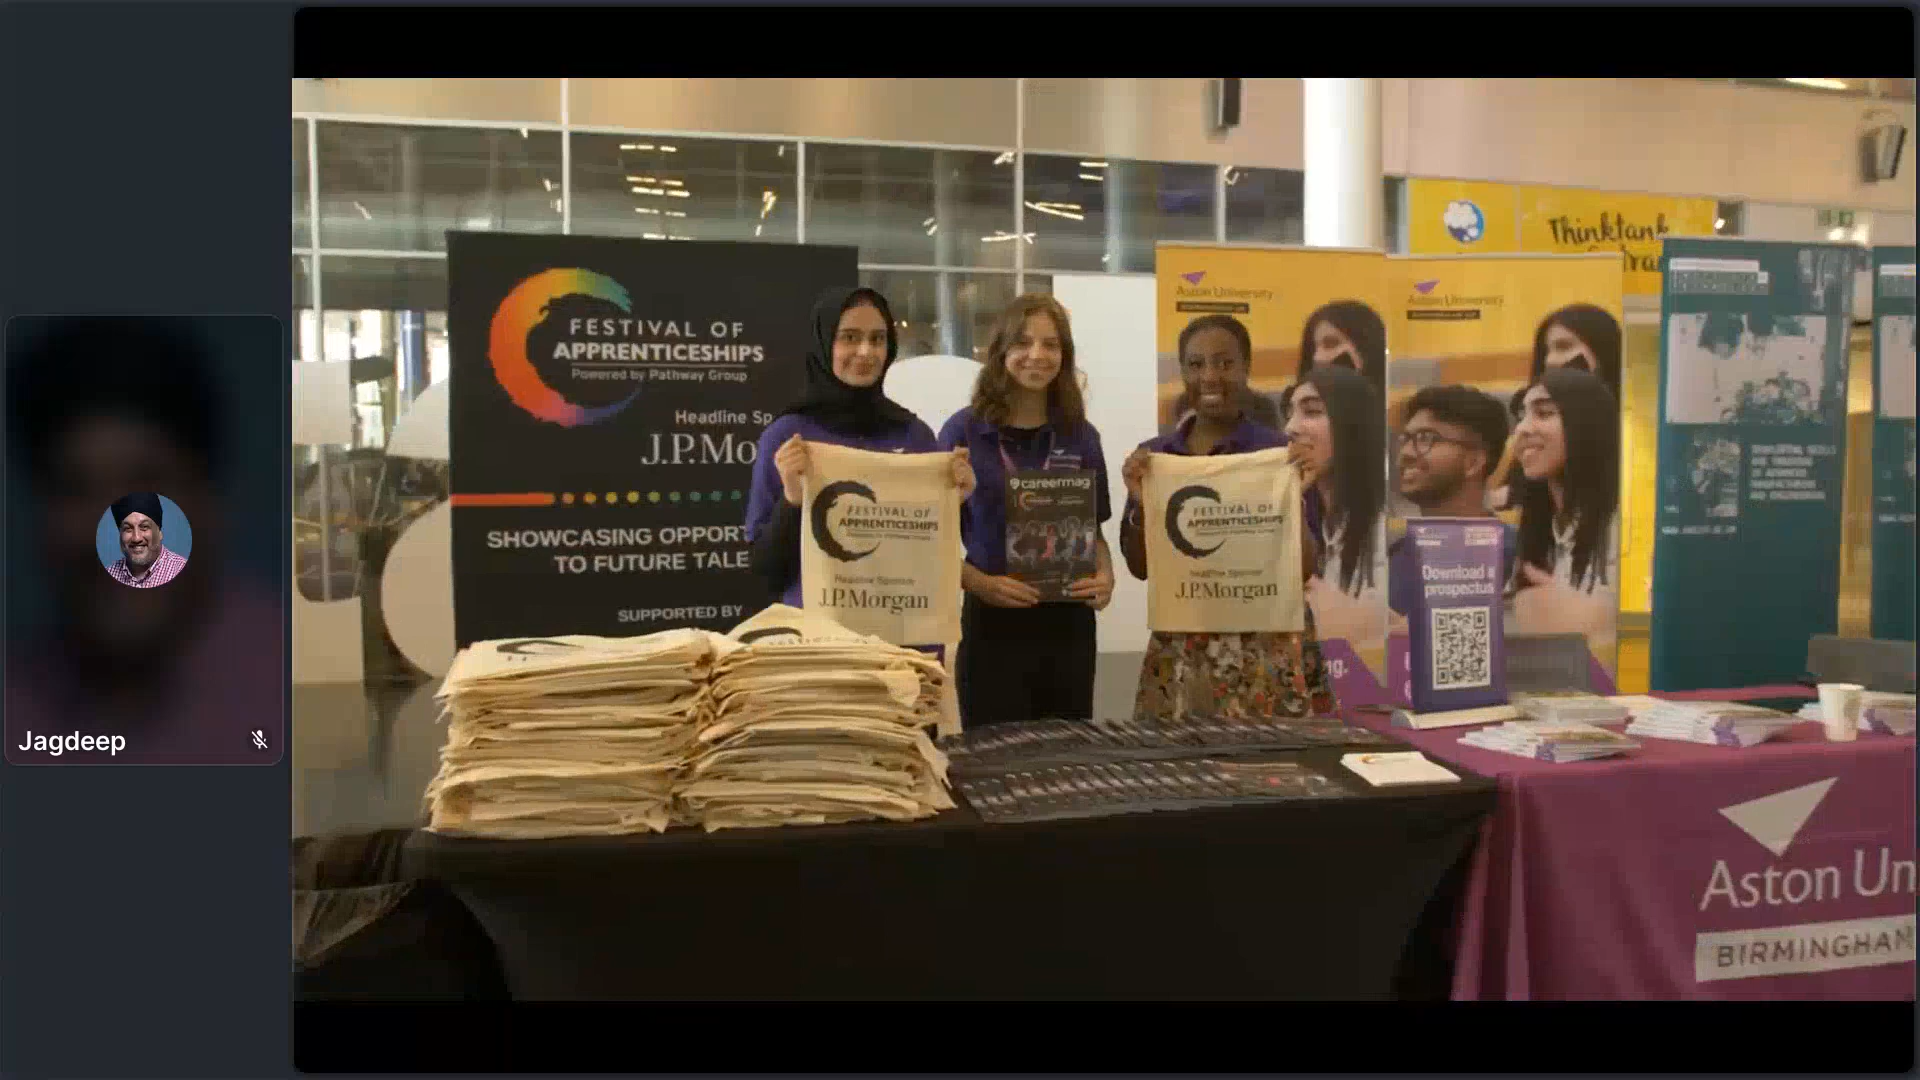 Jagdeep
FESTIVAL OF
APPRENTICESHIPS
Powered by Pathway Group
Headline Sp
J.P.Mo
SHOWCASING OPPORT
TO FUTURE TALE
SUPPORTED BY
FESTIVAL OF
APPRENTICESHIPS
Headline Sponsor
J.P.Morgan
careermag
FESTIVAL OF
APPRENTICESHIPS
Headline Sponsor
J.P.Morgan
Aston University
Aston University
Thinktank
Download a
prospectus
ng.
Aston Un
BIRMINGHAM